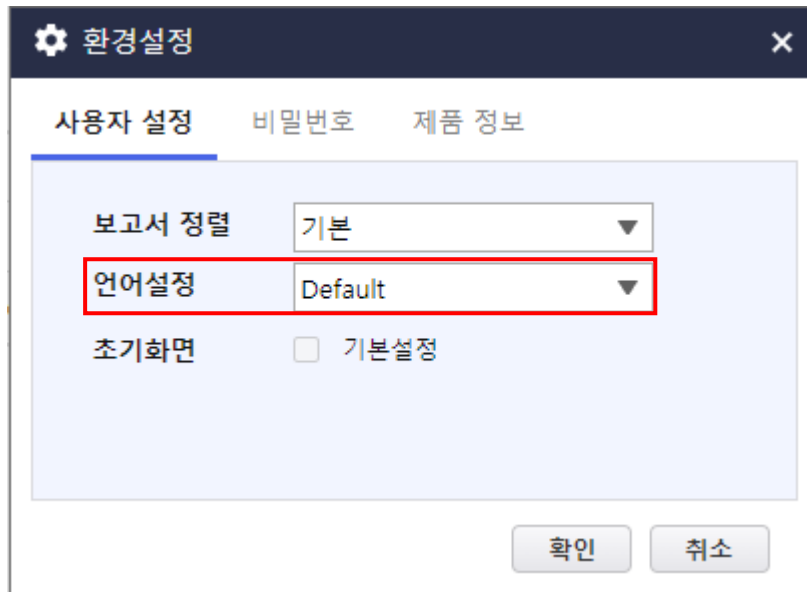 환경설정
사용자 설정 비밀번호 제품 정보
보고서 정렬 기본
언어설정 Default
초기화면 기본설정
확인 취소